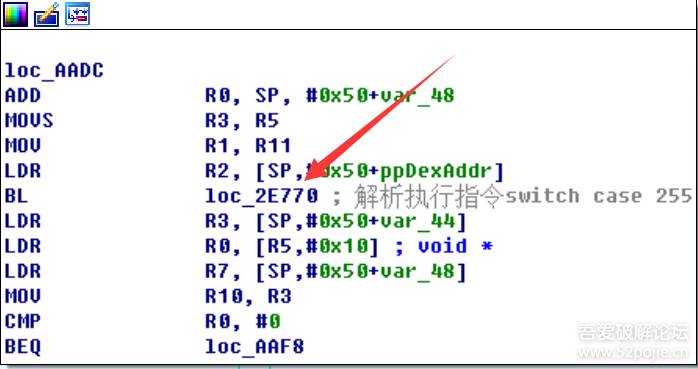 loc_AADC
ADD R0, SP, #0x50+var_48
MOVS R3, R5
MOV R1, R11
LDR R2, [SP,#0x50+ppDexAddr]
BL loc_2E770 ; 解析执行指令switch case 255
LDR R3, [SP,#0x50+var_44]
LDR R0, [R5,#0x10] ; void *
LDR R7, [SP,#0x50+var_48]
MOV R10, R3
CMP R0, #0
BEQ loc_AAF8
吾爱破解论坛
www.52pojie.cn